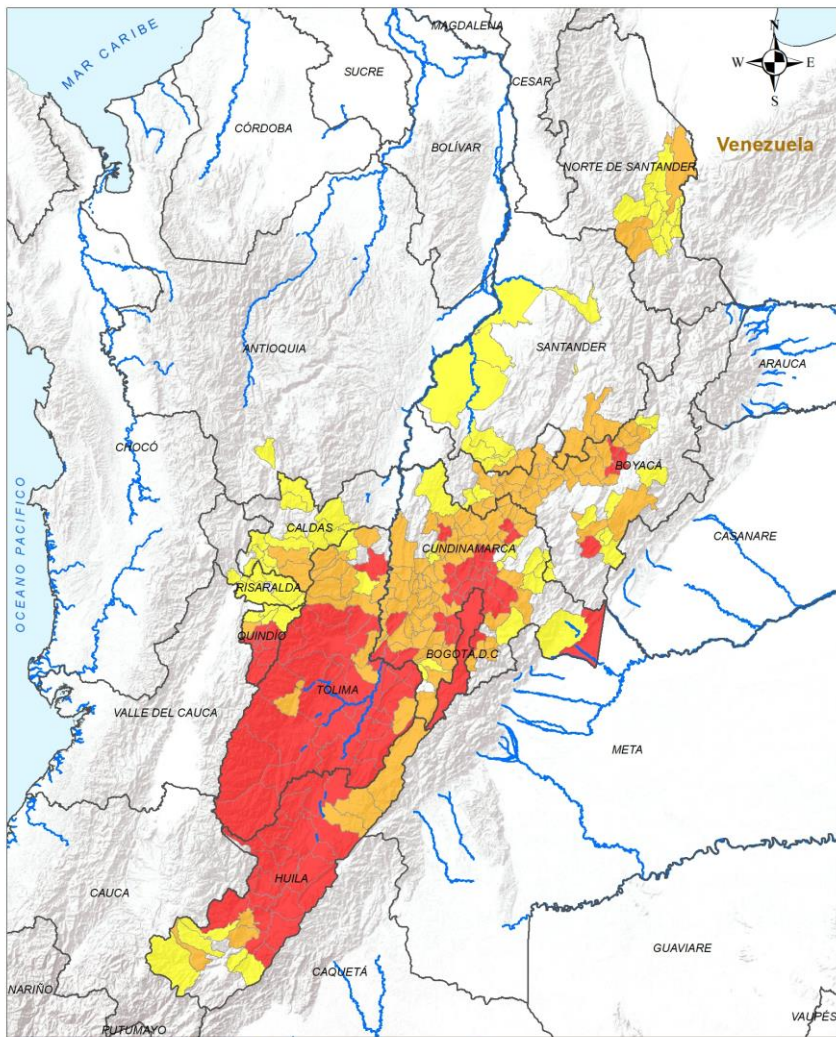 MAR CARIBE
MAGDALENA
N
W
E
S
SUCRE
CESAR
CÓRDOBA
BOLÍVAR
NORTE DE SANTANDER
Venezuela
ANTIOQUIA
SANTANDER
ARAUCA
CHOCÓ
BOYACÁ
OCEANO PACIFICO
CALDAS
CUNDINAMARCA
CASANARE
RISARALDA
QUINDÍO
BOGOTÁ D.C
TOLIMA
VALLE DEL CAUCA
META
HUILA
CAUCA
GUAVIARE
NARIÑO
CAQUETÁ
PUTUMAYO
VAUPÉS